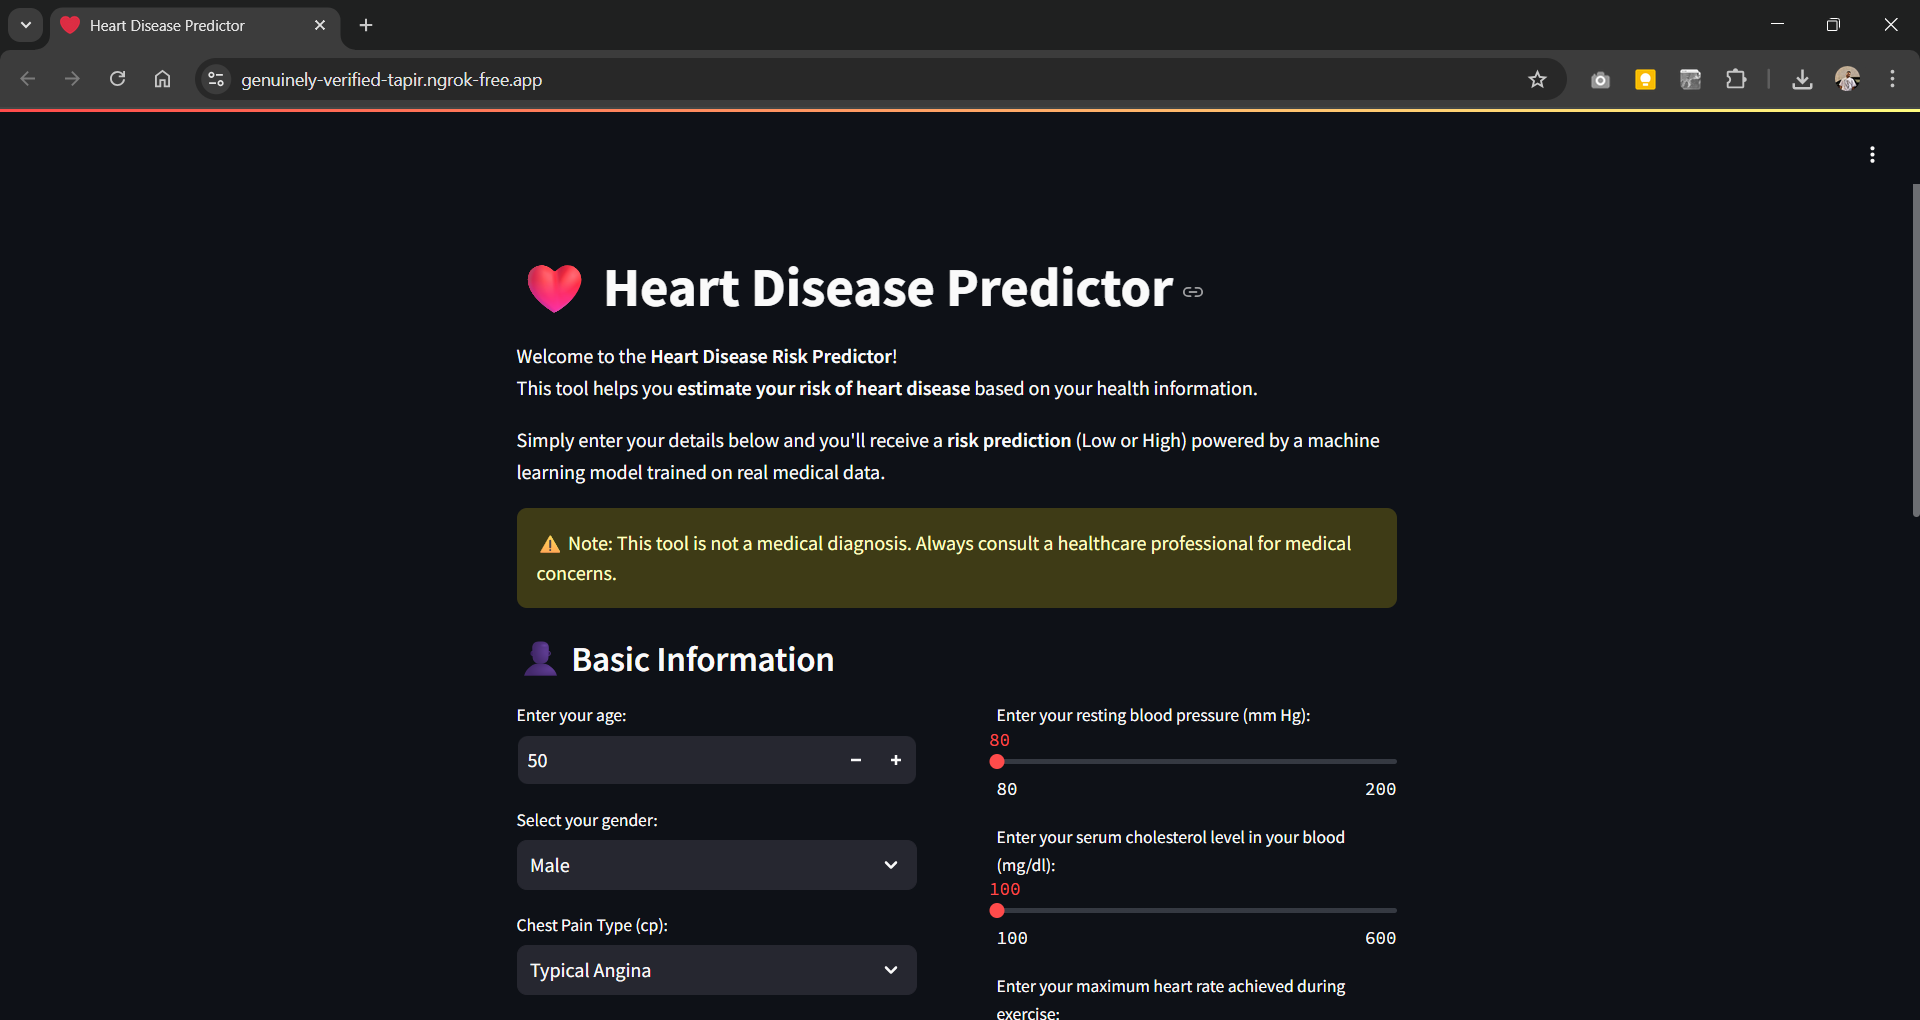 Heart Disease Predictor
genuinely-verified-tapir.ngrok-free.app
Heart Disease Predictor
Welcome to the Heart Disease Risk Predictor!
This tool helps you estimate your risk of heart disease based on your health information.
Simply enter your details below and you'll receive a risk prediction (Low or High) powered by a machine
learning model trained on real medical data.
Note: This tool is not a medical diagnosis. Always consult a healthcare professional for medical
concerns.
Basic Information
Enter your age:
50
Select your gender:
Male
Chest Pain Type (cp):
Typical Angina
Enter your resting blood pressure (mm Hg):
80
80 200
Enter your serum cholesterol level in your blood
(mg/dl):
100
100 600
Enter your maximum heart rate achieved during
exercise: